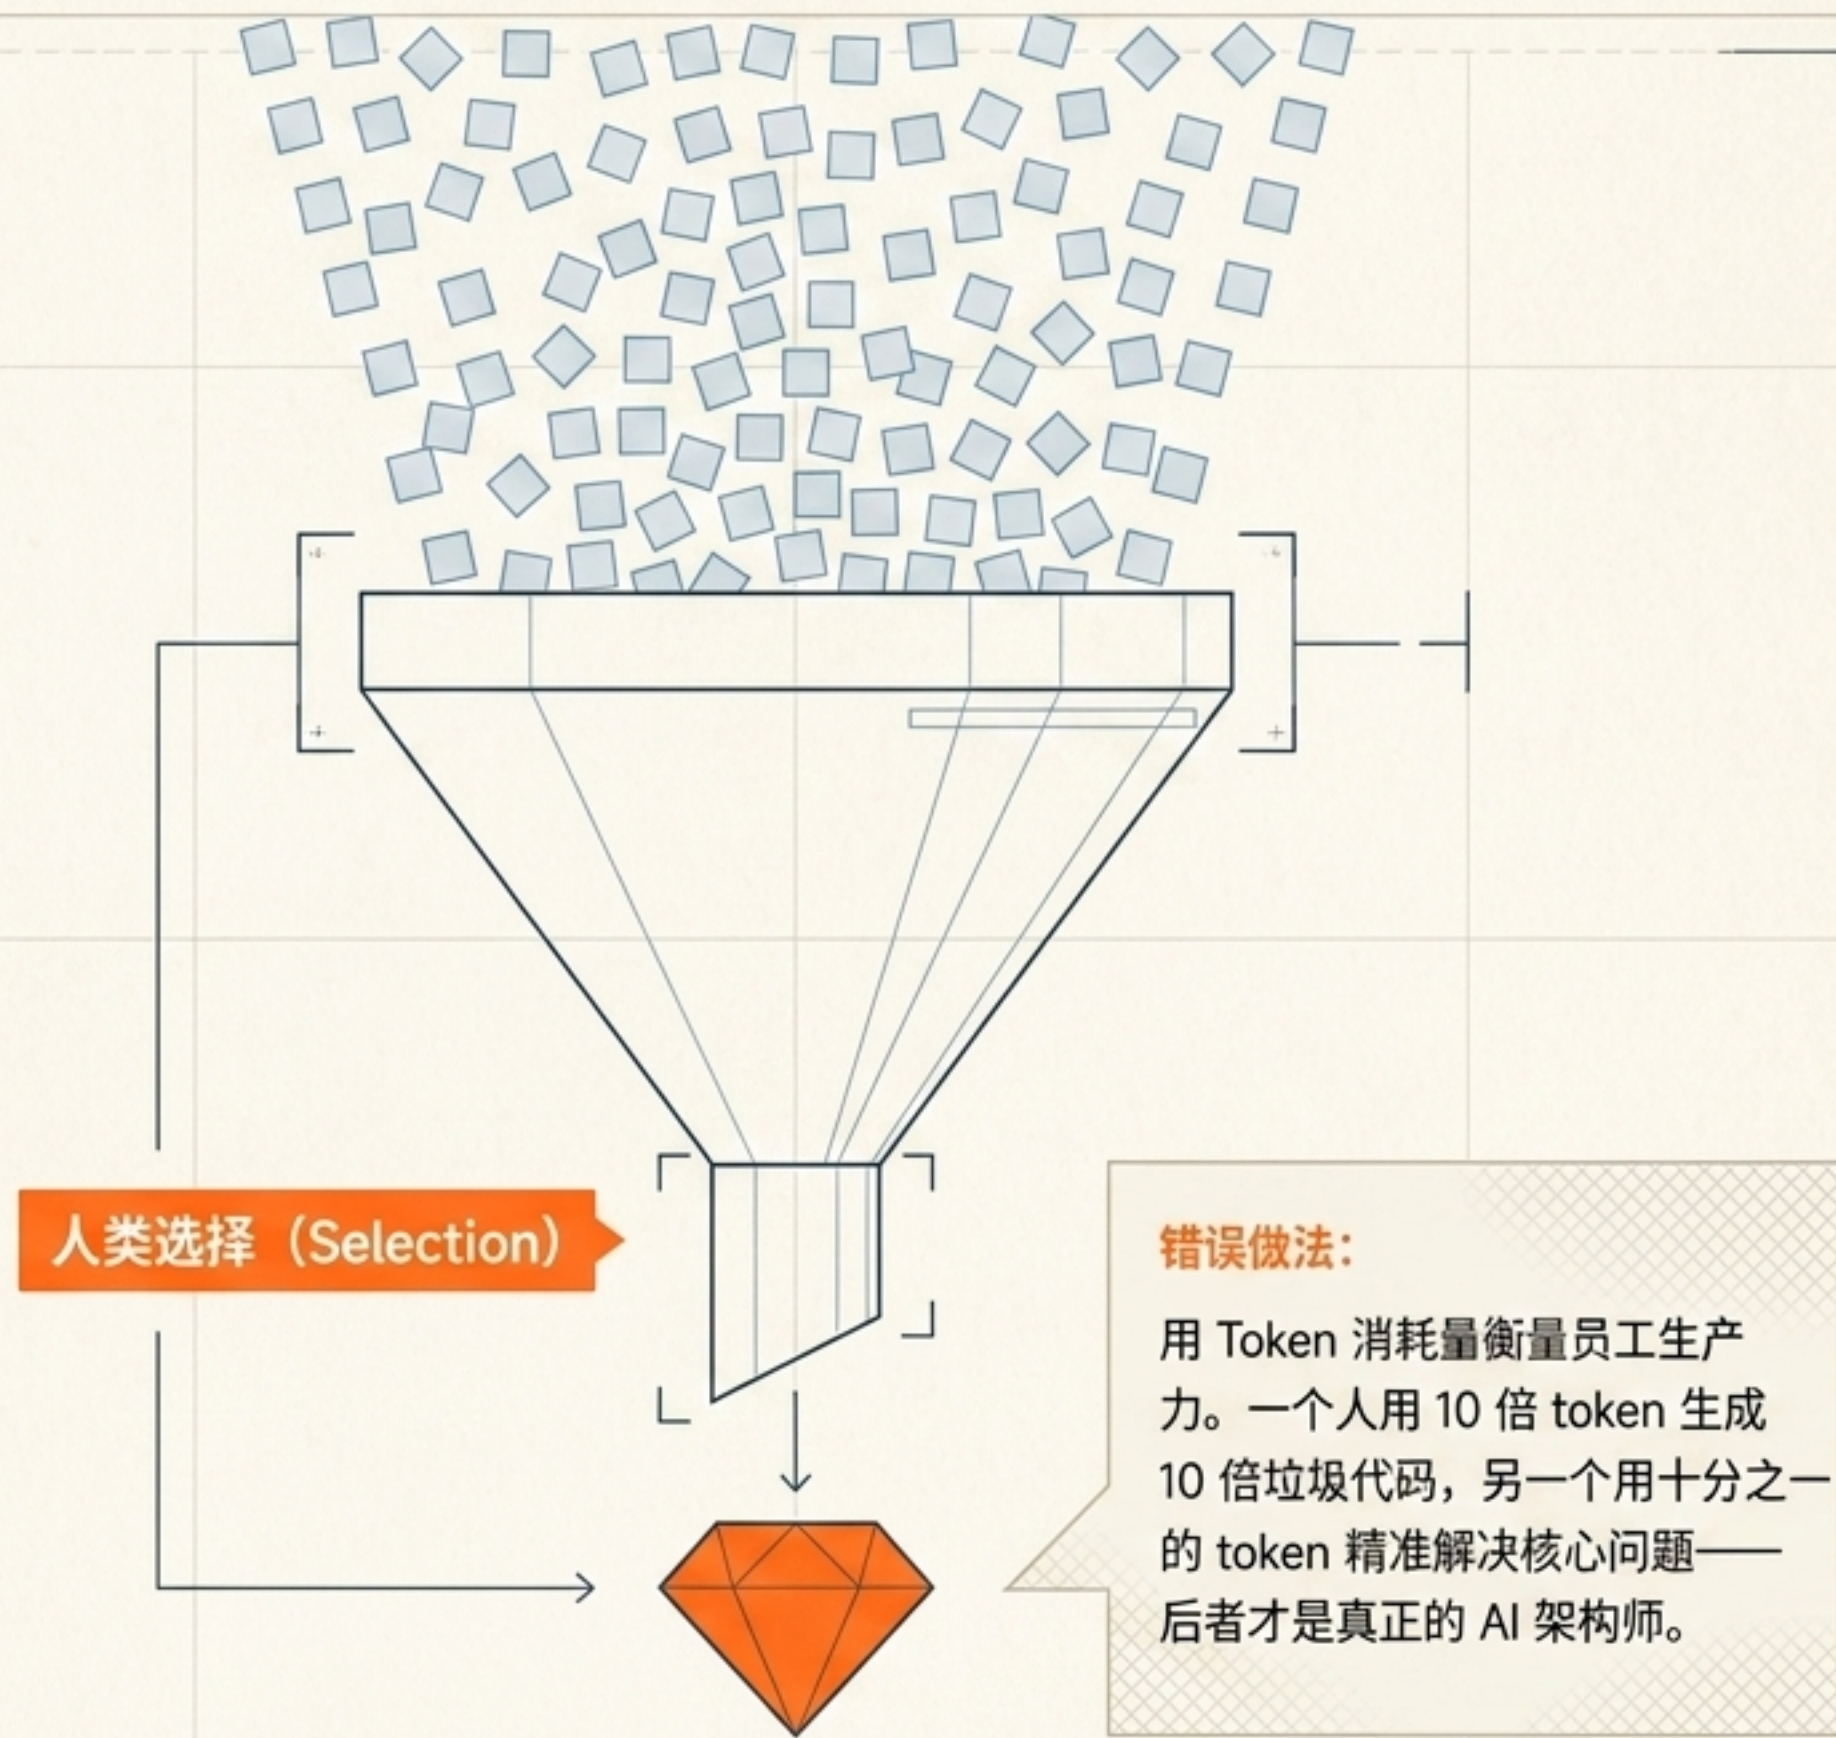 人类选择（Selection）
错误做法：
用 Token 消耗量衡量员工生产
力。一个人用 10 倍 token 生成
10 倍垃圾代码，另一个用十分之一
的 token 精准解决核心问题——
后者才是真正的 AI 架构师。